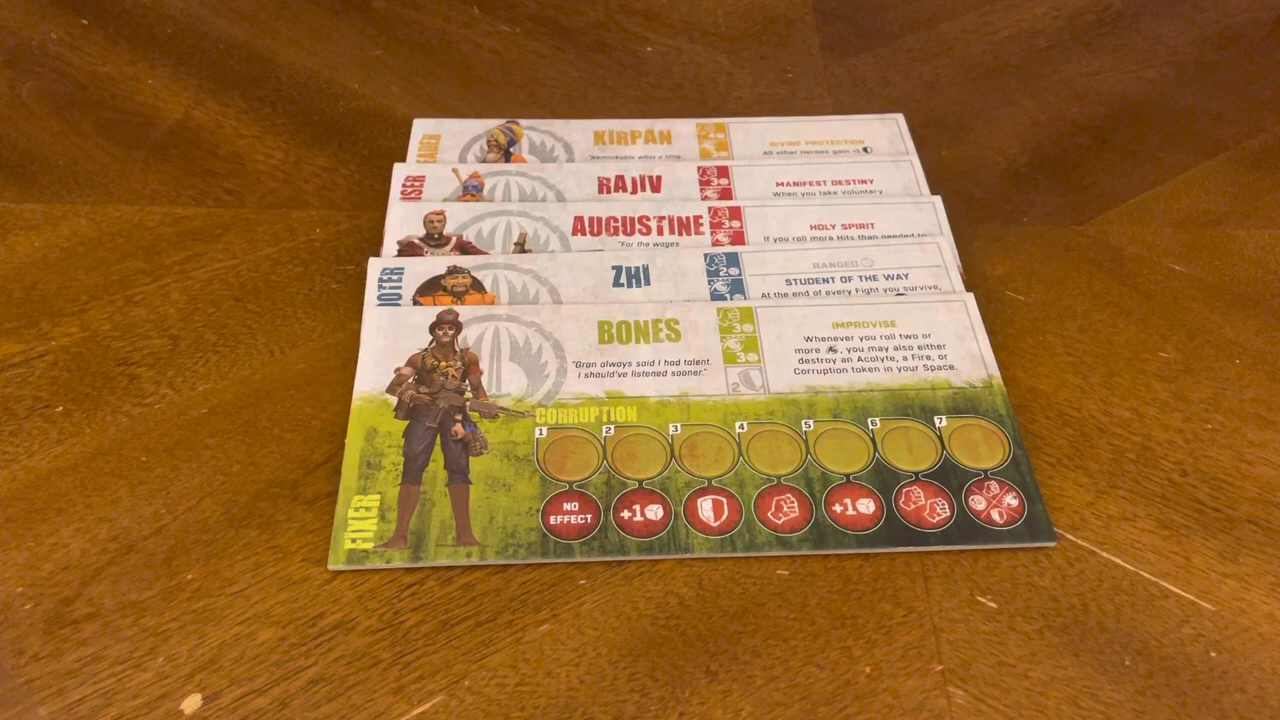 KIRPAN
"Remarkable what a little
DIVINE PROTECTION
All other Heroes gain +1
RAJIV
3
MANIFEST DESTINY
When you take Voluntary
AUGUSTINE
"For the wages
3
HOLY SPIRIT
If you roll more Hits than needed to
ZHI
2
1
RANGED
STUDENT OF THE WAY
At the end of every Fight you survive,
BONES
"Gran always said I had talent.
I should've listened sooner."
3
3
2
IMPROVISE
Whenever you roll two or
more , you may also either
destroy an Acolyte, a Fire, or
Corruption token in your Space.
FIXER
CORRUPTION
1 2 3 4 5 6 7
NO
EFFECT
+1
+1